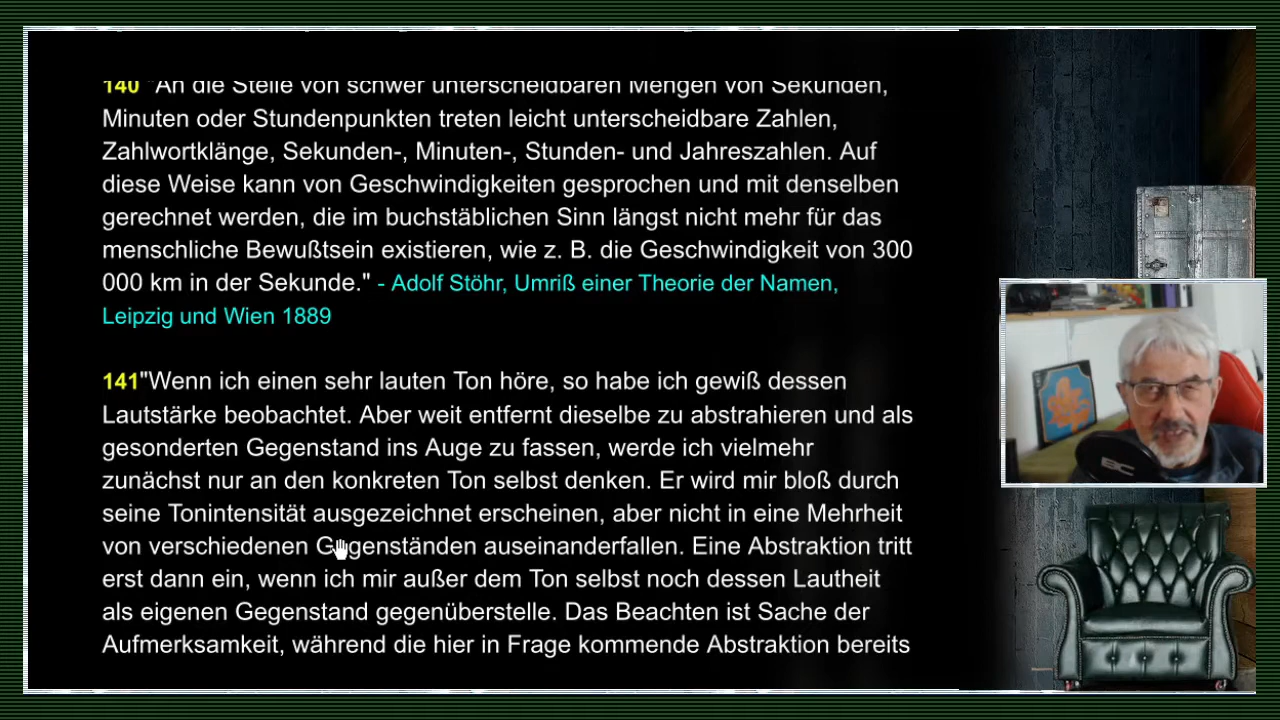 140 "An die Stelle von schwer unterscheidbaren Mengen von Sekunden,
Minuten oder Stundenpunkten treten leicht unterscheidbare Zahlen,
Zahlwortklänge, Sekunden-, Minuten-, Stunden- und Jahreszahlen. Auf
diese Weise kann von Geschwindigkeiten gesprochen und mit denselben
gerechnet werden, die im buchstäblichen Sinn längst nicht mehr für das
menschliche Bewußtsein existieren, wie z. B. die Geschwindigkeit von 300
000 km in der Sekunde." - Adolf Stöhr, Umriß einer Theorie der Namen,
Leipzig und Wien 1889
141"Wenn ich einen sehr lauten Ton höre, so habe ich gewiß dessen
Lautstärke beobachtet. Aber weit entfernt dieselbe zu abstrahieren und als
gesonderten Gegenstand ins Auge zu fassen, werde ich vielmehr
zunächst nur an den konkreten Ton selbst denken. Er wird mir bloß durch
seine Tonintensität ausgezeichnet erscheinen, aber nicht in eine Mehrheit
von verschiedenen Gegenständen auseinanderfallen. Eine Abstraktion tritt
erst dann ein, wenn ich mir außer dem Ton selbst noch dessen Lautheit
als eigenen Gegenstand gegenüberstelle. Das Beachten ist Sache der
Aufmerksamkeit, während die hier in Frage kommende Abstraktion bereits